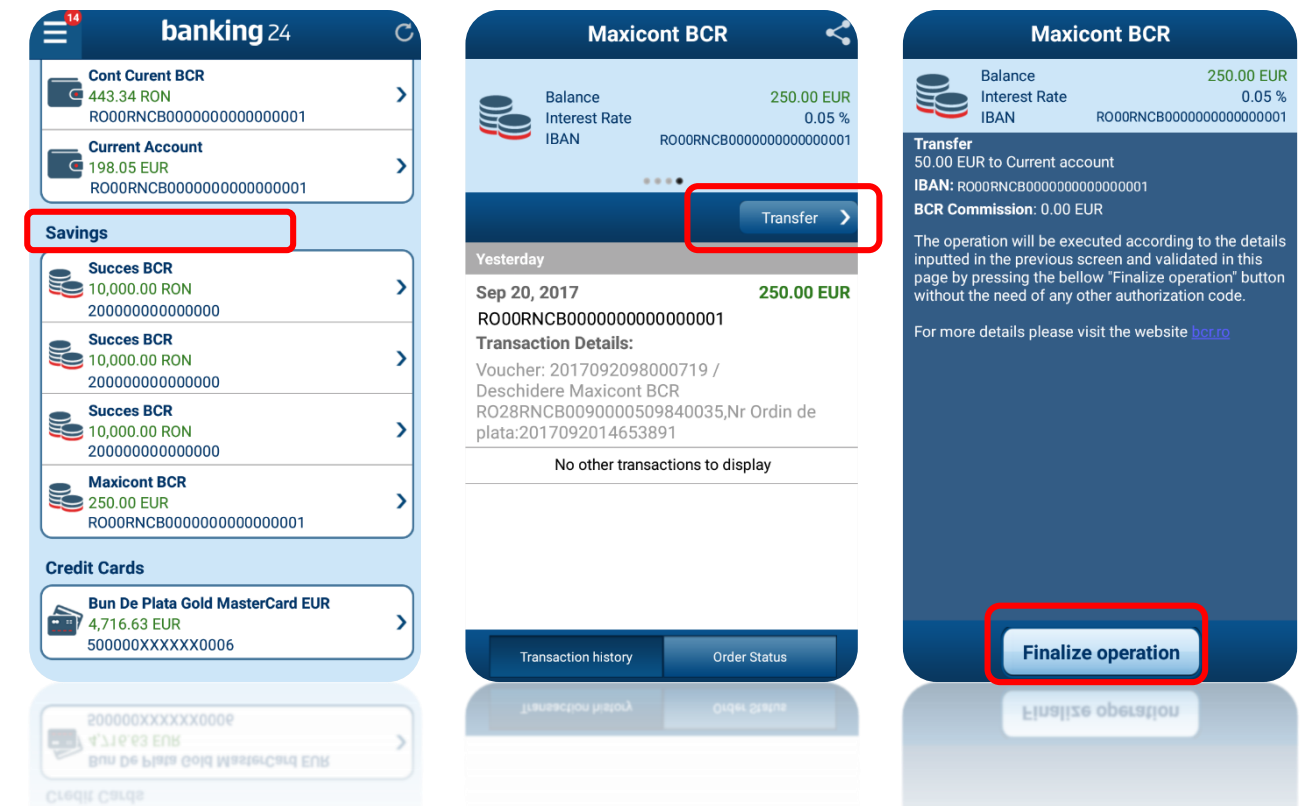 14
banking 24
Cont Curent BCR
443.34 RON
RO00RNCB0000000000000001
Current Account
198.05 EUR
RO00RNCB0000000000000001
Savings
Succes BCR
10,000.00 RON
200000000000000
Succes BCR
10,000.00 RON
200000000000000
Succes BCR
10,000.00 RON
200000000000000
Maxicont BCR
250.00 EUR
RO00RNCB0000000000000001
Credit Cards
Bun De Plata Gold MasterCard EUR
4,716.63 EUR
500000XXXXXX0006
Maxicont BCR
Balance 250.00 EUR
Interest Rate 0.05 %
IBAN RO00RNCB0000000000000001
Transfer
Yesterday
Sep 20, 2017 250.00 EUR
RO00RNCB0000000000000001
Transaction Details:
Voucher: 2017092098000719 /
Deschidere Maxicont BCR
RO28RNCB0090000509840035,Nr Ordin de
plata:2017092014653891
No other transactions to display
Transaction history Order Status
Maxicont BCR
Balance 250.00 EUR
Interest Rate 0.05 %
IBAN RO00RNCB0000000000000001
Transfer
50.00 EUR to Current account
IBAN: RO00RNCB0000000000000001
BCR Commission: 0.00 EUR
The operation will be executed according to the details
inputted in the previous screen and validated in this
page by pressing the bellow "Finalize operation" button
without the need of any other authorization code.
For more details please visit the website bcr.ro
Finalize operation